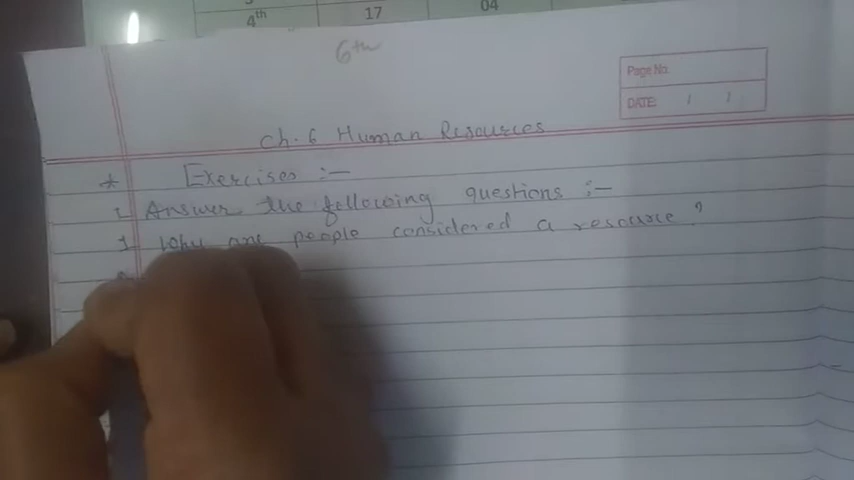 4th 17 04
6th
Page No.
DATE: / /
Ch. 6 Human Resources
* Exercises :-
I. Answer the following questions :-
1. Why are people considered a resource ?